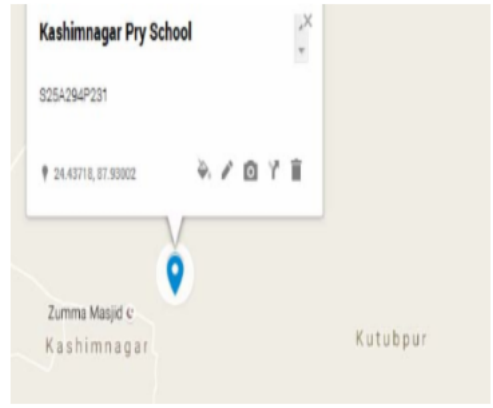 Kashimnagar Pry School
S25A294P231
24.43718, 87.93002
Zumma Masjid
Kashimnagar
Kutubpur